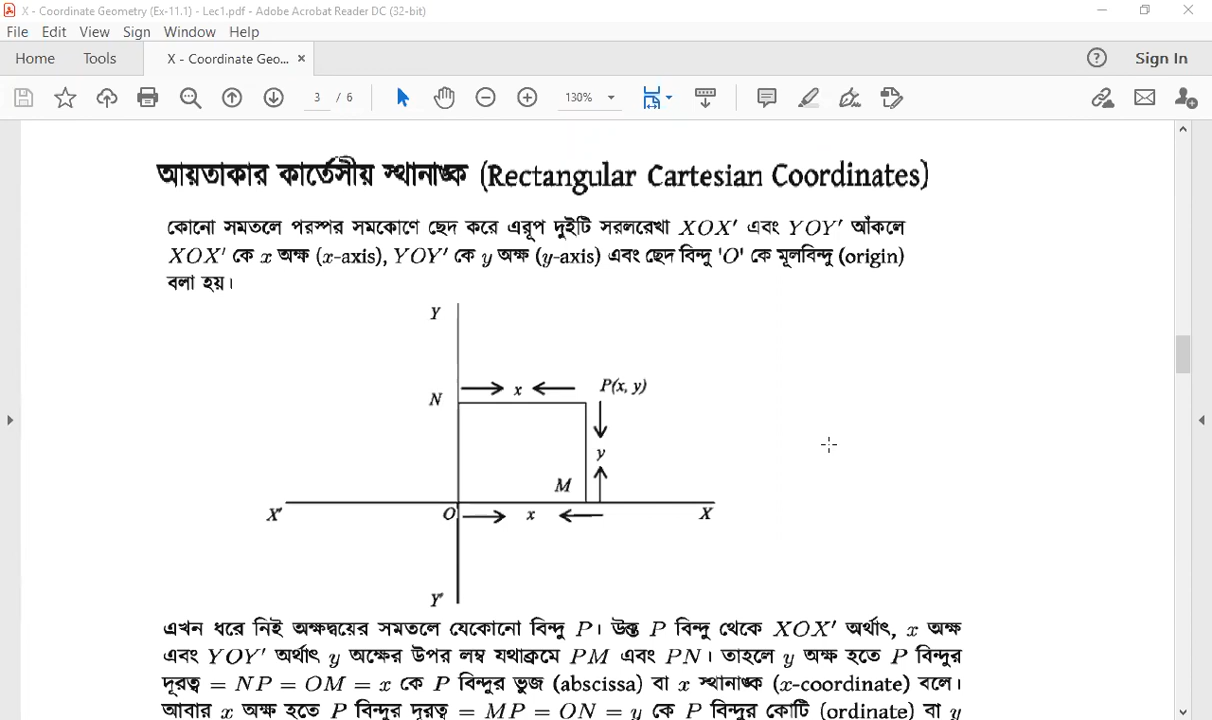 X - Coordinate Geometry (Ex-11.1) - Lec1.pdf - Adobe Acrobat Reader DC (32-bit)
File Edit View Sign Window Help
Home Tools X - Coordinate Geo... × ? Sign In
3 / 6 130%
আয়তাকার কার্তেসীয় স্থানাঙ্ক (Rectangular Cartesian Coordinates)
কোনো সমতলে পরস্পর সমকোণে ছেদ করে এরূপ দুইটি সরলরেখা XOX′ এবং YOY′ আঁকলে
XOX′ কে x অক্ষ (x-axis), YOY′ কে y অক্ষ (y-axis) এবং ছেদ বিন্দু 'O' কে মূলবিন্দু (origin)
বলা হয়।
Y
N x P(x, y)
y
M
X′ O x X
Y′
এখন ধরে নিই অক্ষদ্বয়ের সমতলে যেকোনো বিন্দু P। উক্ত P বিন্দু থেকে XOX′ অর্থাৎ, x অক্ষ
এবং YOY′ অর্থাৎ y অক্ষের উপর লম্ব যথাক্রমে PM এবং PN। তাহলে y অক্ষ হতে P বিন্দুর
দূরত্ব = NP = OM = x কে P বিন্দুর ভুজ (abscissa) বা x স্থানাঙ্ক (x-coordinate) বলে।
আবার x অক্ষ হতে P বিন্দুর দূরত্ব = MP = ON = y কে P বিন্দুর কোটি (ordinate) বা y